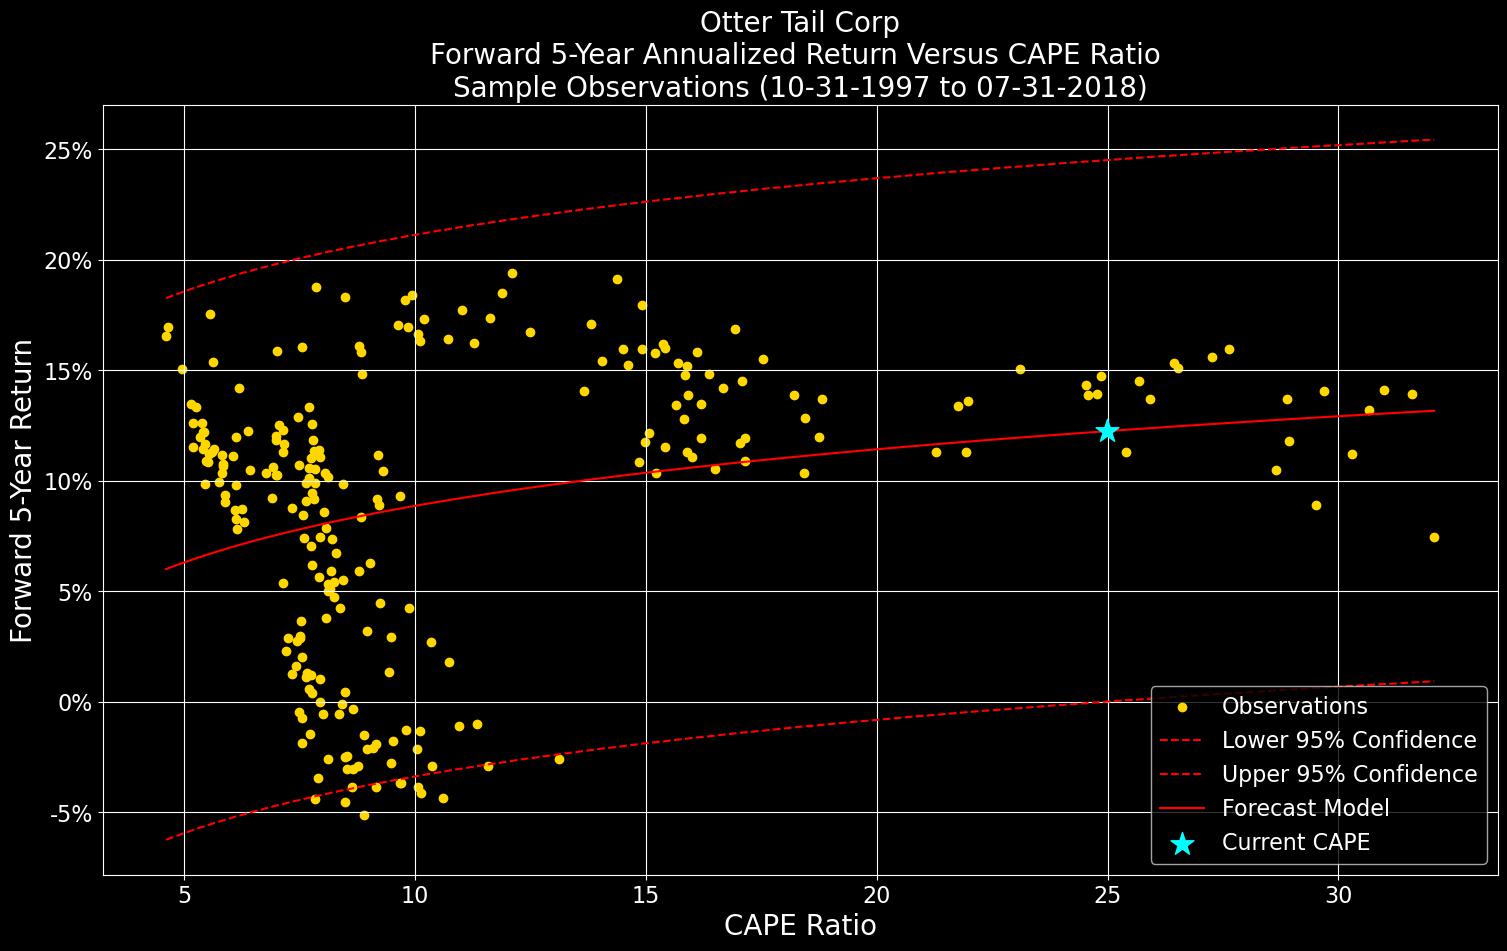 Otter Tail Corp
Forward 5-Year Annualized Return Versus CAPE Ratio
Sample Observations (10-31-1997 to 07-31-2018)
Forward 5-Year Return
25%
20%
15%
10%
5%
0%
-5%
5
10
15
20
25
30
CAPE Ratio
Observations
Lower 95% Confidence
Upper 95% Confidence
Forecast Model
Current CAPE